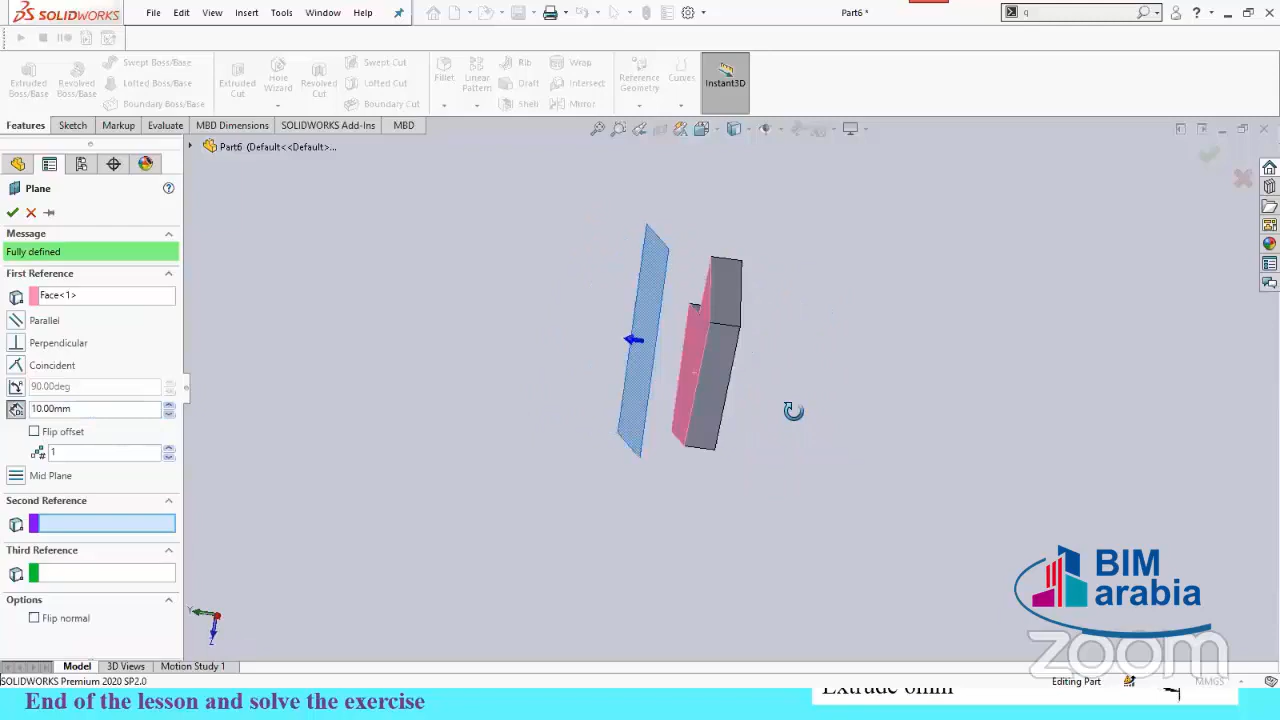 SOLIDWORKS File Edit View Insert Tools Window Help Part6 * q
Extruded Boss/Base Revolved Boss/Base Swept Boss/Base Lofted Boss/Base Boundary Boss/Base Extruded Cut Hole Wizard Revolved Cut Swept Cut Lofted Cut Boundary Cut Fillet Linear Pattern Rib Draft Shell Wrap Intersect Mirror Reference Geometry Curves Instant3D
Features Sketch Markup Evaluate MBD Dimensions SOLIDWORKS Add-Ins MBD
Part6 (Default<<Default>...
Plane
Message
Fully defined
First Reference
Face<1>
Parallel
Perpendicular
Coincident
90.00deg
10.00mm
Flip offset
1
Mid Plane
Second Reference
Third Reference
Options
Flip normal
Y
Z
BIM
arabia
zoom
Model 3D Views Motion Study 1
SOLIDWORKS Premium 2020 SP2.0 Editing Part MMGS
Extrude 6mm
End of the lesson and solve the exercise